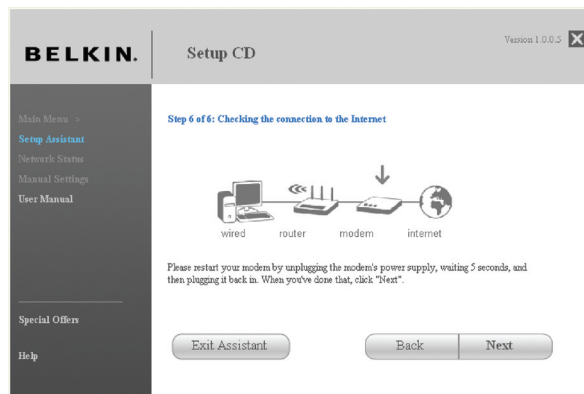 BELKIN.
Setup CD
Version 1.0.0.5
Main Menu >
Setup Assistant
Network Status
Manual Settings
User Manual
Special Offers
Help
Step 6 of 6: Checking the connection to the Internet
wired router modem internet
Please restart your modem by unplugging the modem's power supply, waiting 5 seconds, and
then plugging it back in. When you've done that, click "Next".
Exit Assistant
Back
Next